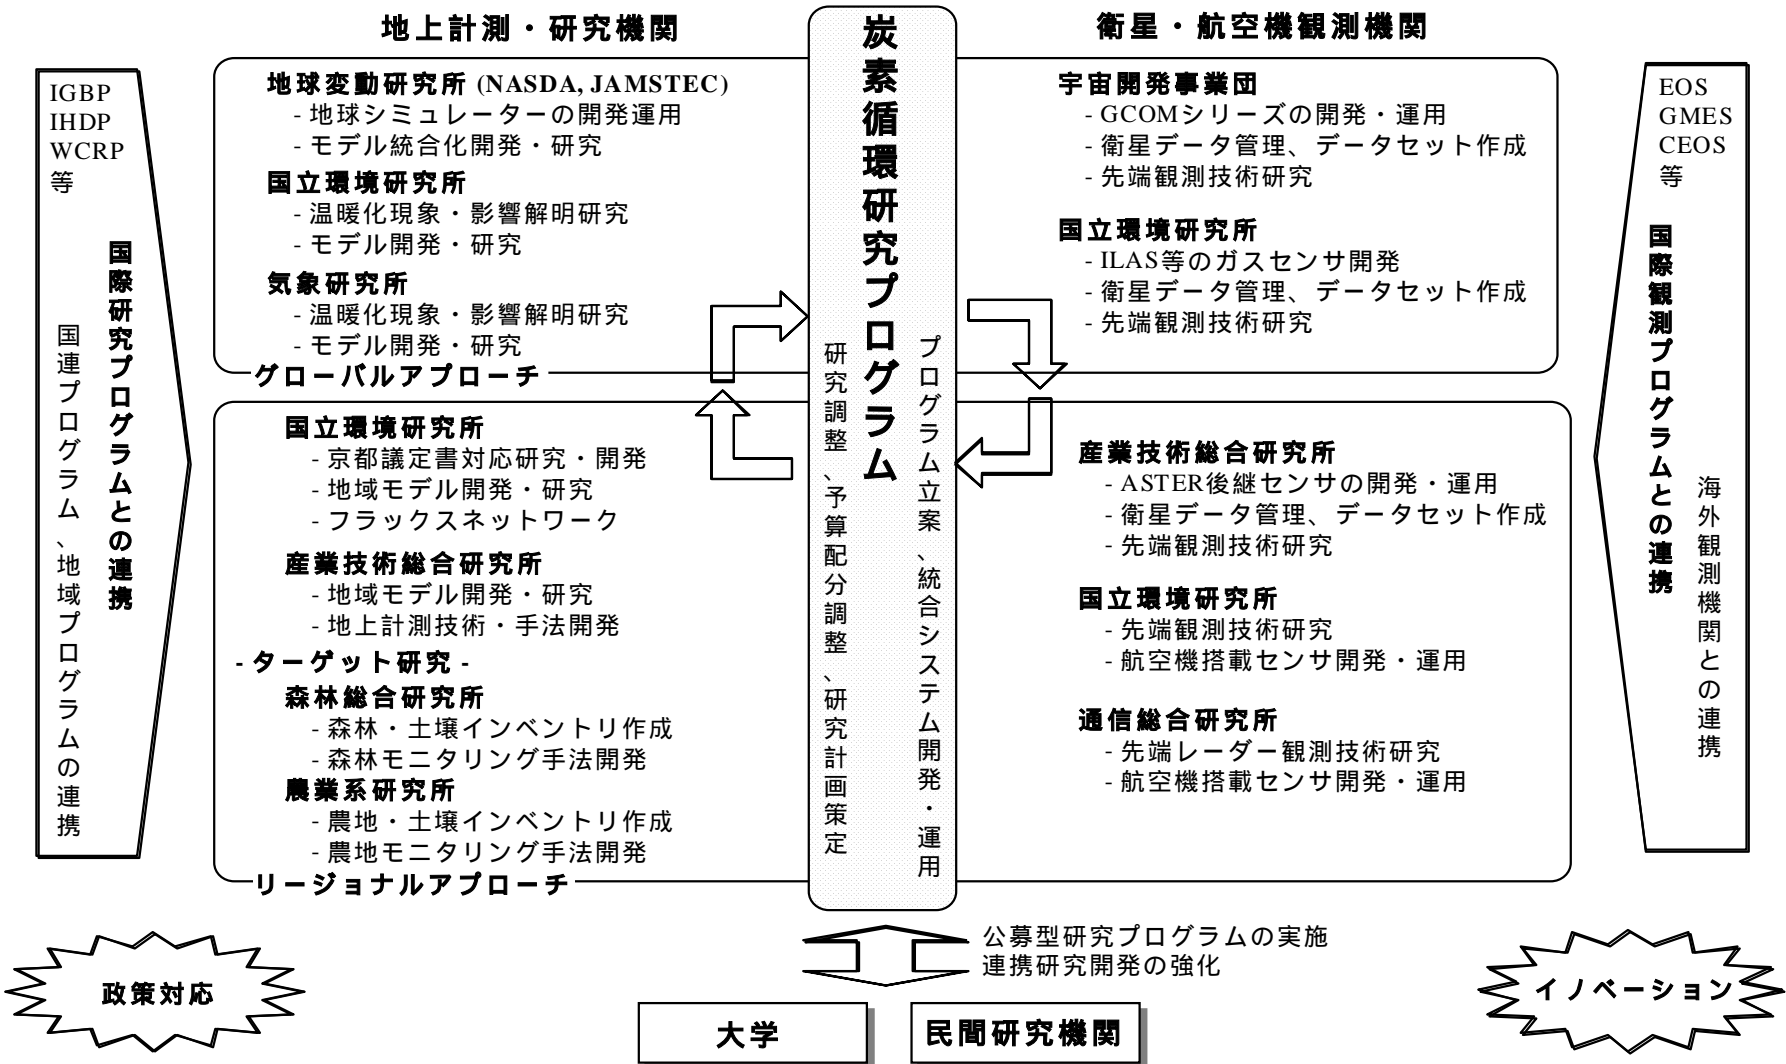 地上計測・研究機関
衛星・航空機観測機関
IGBP
IHDP
WCRP
等
国際研究プログラムとの連携
国連プログラム、地域プログラムの連携
地球変動研究所 (NASDA, JAMSTEC)
- 地球シミュレーターの開発運用
- モデル統合化開発・研究
国立環境研究所
- 温暖化現象・影響解明研究
- モデル開発・研究
気象研究所
- 温暖化現象・影響解明研究
- モデル開発・研究
グローバルアプローチ
国立環境研究所
- 京都議定書対応研究・開発
- 地域モデル開発・研究
- フラックスネットワーク
産業技術総合研究所
- 地域モデル開発・研究
- 地上計測技術・手法開発
- ターゲット研究 -
森林総合研究所
- 森林・土壌インベントリ作成
- 森林モニタリング手法開発
農業系研究所
- 農地・土壌インベントリ作成
- 農地モニタリング手法開発
リージョナルアプローチ
炭素循環研究プログラム
プログラム立案、統合システム開発・運用
研究調整、予算配分調整、研究計画策定
宇宙開発事業団
- GCOMシリーズの開発・運用
- 衛星データ管理、データセット作成
- 先端観測技術研究
国立環境研究所
- ILAS等のガスセンサ開発
- 衛星データ管理、データセット作成
- 先端観測技術研究
産業技術総合研究所
- ASTER後継センサの開発・運用
- 衛星データ管理、データセット作成
- 先端観測技術研究
国立環境研究所
- 先端観測技術研究
- 航空機搭載センサ開発・運用
通信総合研究所
- 先端レーダー観測技術研究
- 航空機搭載センサ開発・運用
EOS
GMES
CEOS
等
国際観測プログラムとの連携
海外観測機関との連携
公募型研究プログラムの実施
連携研究開発の強化
政策対応
イノベーション
大学
民間研究機関